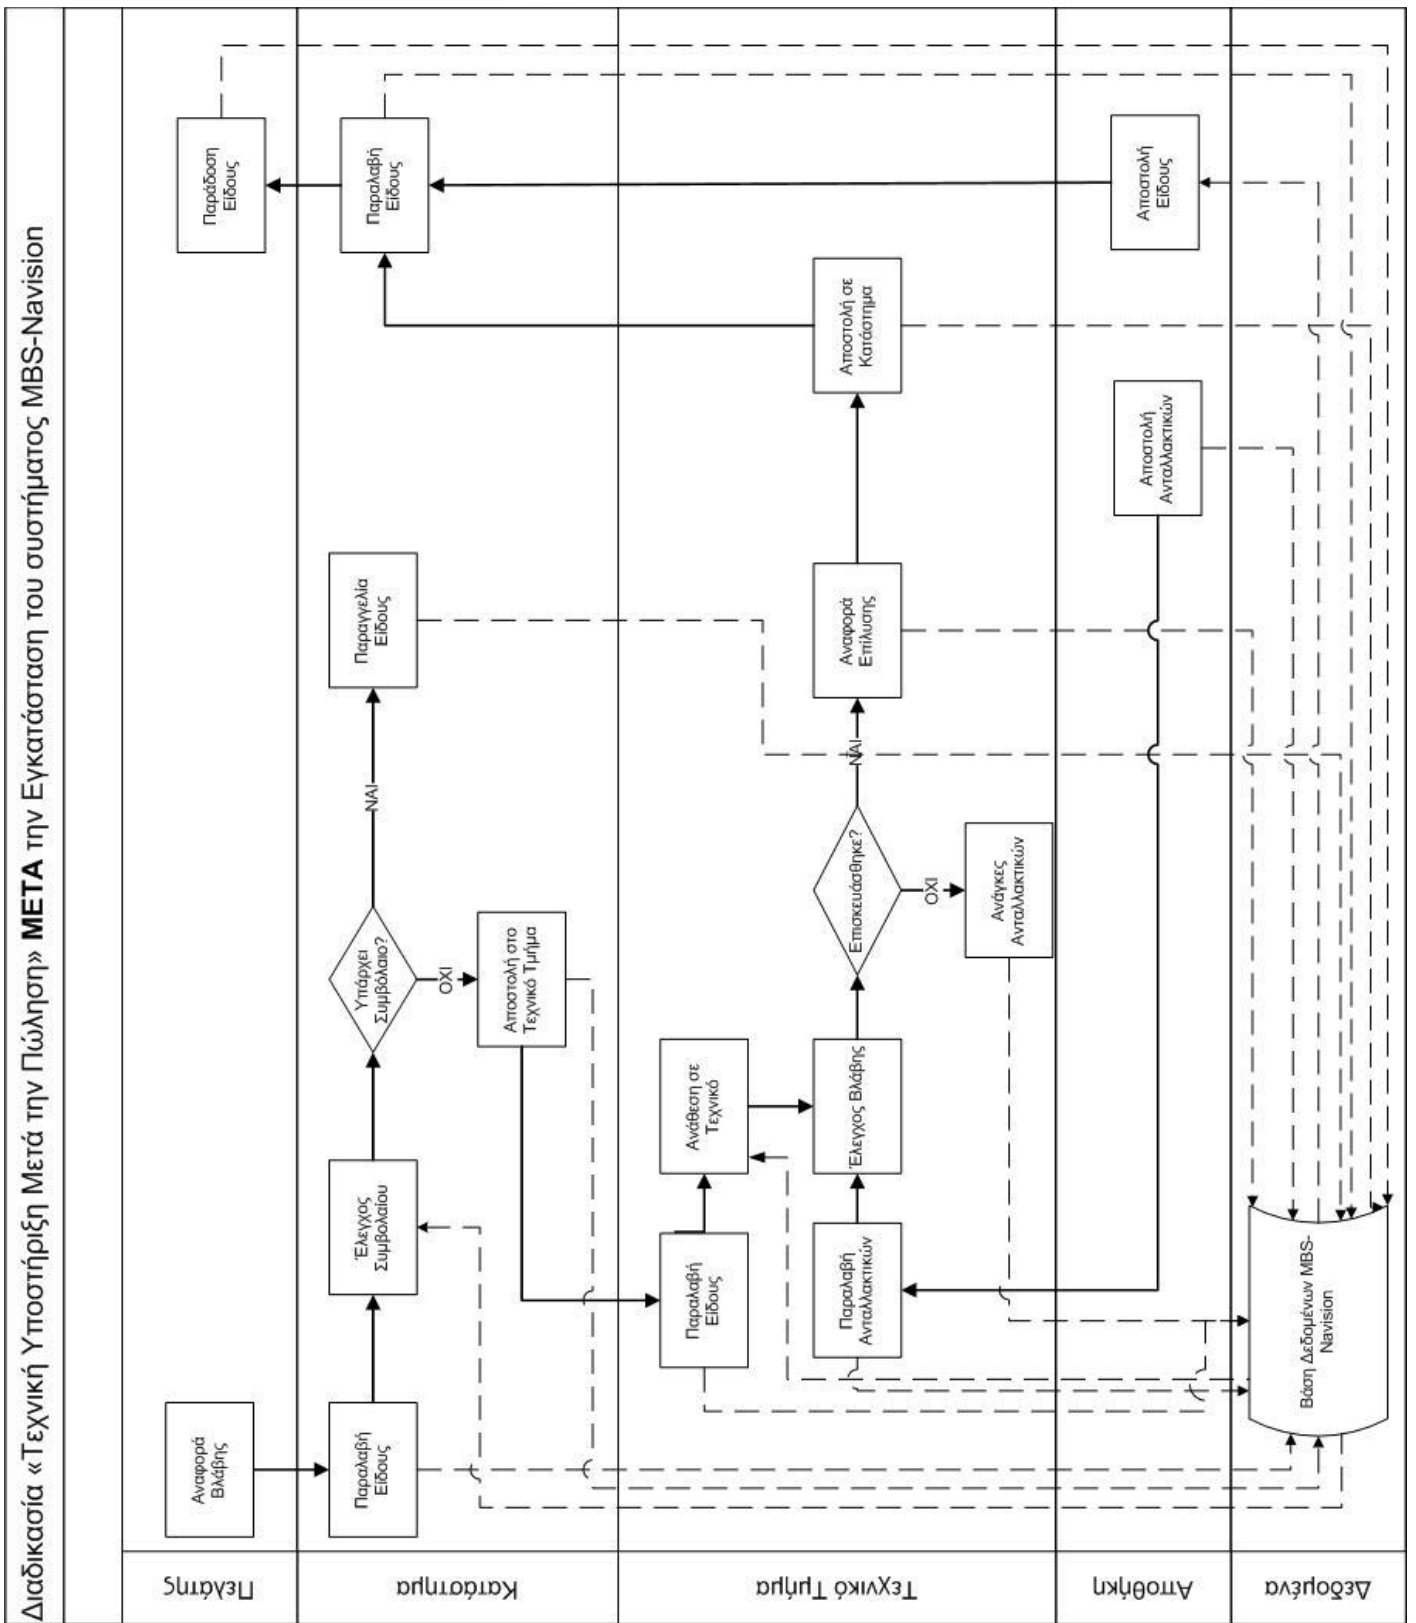 Διαδικασία «Τεχνική Υποστήριξη Μετά την Πώληση» ΜΕΤΑ την Εγκατάσταση του συστήματος MBS-Navision
Πελάτης
Αναφορά
Βλάβης
Παράδοση
Είδους
Κατάστημα
Παραλαβή
Είδους
Έλεγχος
Συμβολαίου
Υπάρχει
Συμβόλαιο?
ΝΑΙ
ΟΧΙ
Παραγγελία
Είδους
Παραλαβή
Είδους
Αποστολή στο
Τεχνικό Τμήμα
Τεχνικό Τμήμα
Παραλαβή
Είδους
Ανάθεση σε
Τεχνικό
Παραλαβή
Ανταλλακτικών
Έλεγχος Βλάβης
Επισκευάσθηκε?
ΝΑΙ
ΟΧΙ
Αναφορά
Επίλυσης
Αποστολή σε
Κατάστημα
Ανάγκες
Ανταλλακτικών
Αποθήκη
Αποστολή
Ανταλλακτικών
Αποστολή
Είδους
Δεδομένα
Βάση Δεδομένων MBS-
Navision